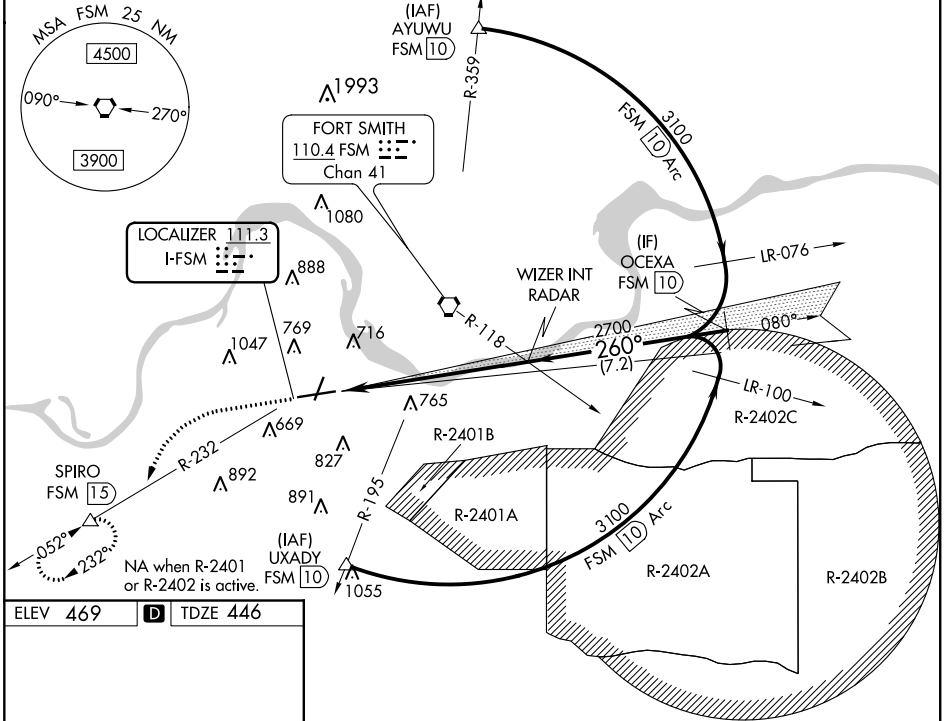 MSA FSM 25 NM
4500
090°
270°
3900
(IAF)
AYUWU
FSM 10
R-359
1993
FORT SMITH
110.4 FSM
Chan 41
1080
3100
FSM 10 Arc
LOCALIZER 111.3
I-FSM
888
(IF)
OCEXA
FSM 10
LR-076
WIZER INT
RADAR
R-118
2700
260°
(7.2)
080°
1047
769
716
LR-100
R-2402C
765
669
R-232
827
R-2401B
892
SPIRO
FSM 15
891
R-195
R-2401A
052°
232°
3100
FSM 10 Arc
(IAF)
UXADY
FSM 10
1055
R-2402A
R-2402B
NA when R-2401
or R-2402 is active.
ELEV 469 D TDZE 446